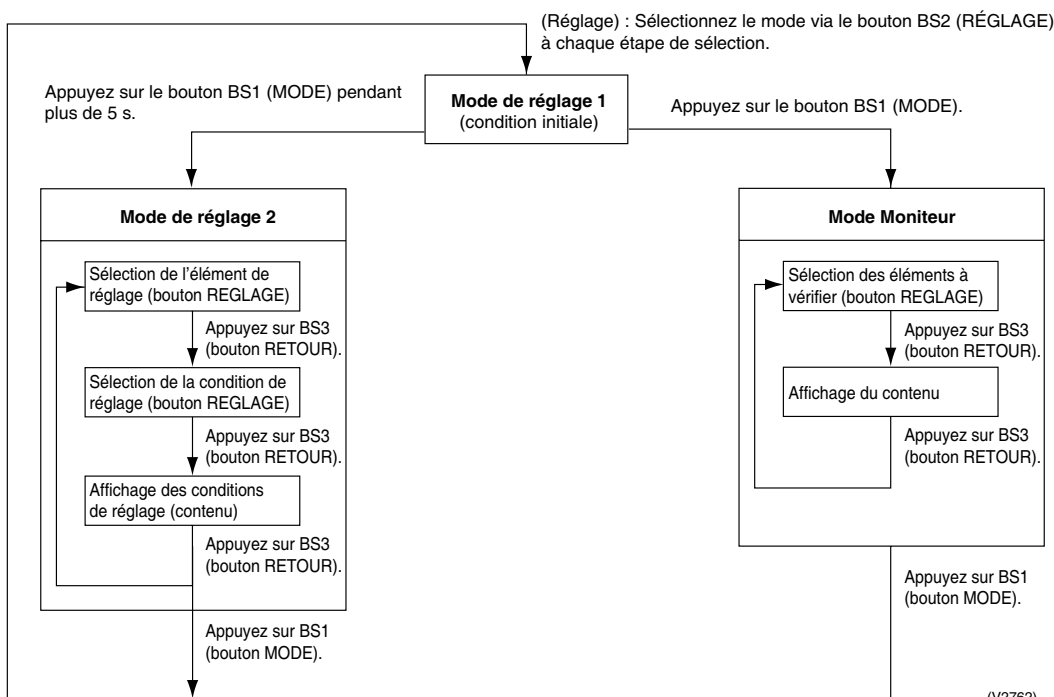 (Réglage) : Sélectionnez le mode via le bouton BS2 (RÉGLAGE)
à chaque étape de sélection.
Appuyez sur le bouton BS1 (MODE) pendant
plus de 5 s.
Mode de réglage 1
(condition initiale)
Appuyez sur le bouton BS1 (MODE).
Mode de réglage 2
Sélection de l'élément de
réglage (bouton REGLAGE)
Appuyez sur BS3
(bouton RETOUR).
Sélection de la condition de
réglage (bouton REGLAGE)
Appuyez sur BS3
(bouton RETOUR).
Affichage des conditions
de réglage (contenu)
Appuyez sur BS3
(bouton RETOUR).
Appuyez sur BS1
(bouton MODE).
Mode Moniteur
Sélection des éléments à
vérifier (bouton REGLAGE)
Appuyez sur BS3
(bouton RETOUR).
Affichage du contenu
Appuyez sur BS3
(bouton RETOUR).
Appuyez sur BS1
(bouton MODE).
(V2762)